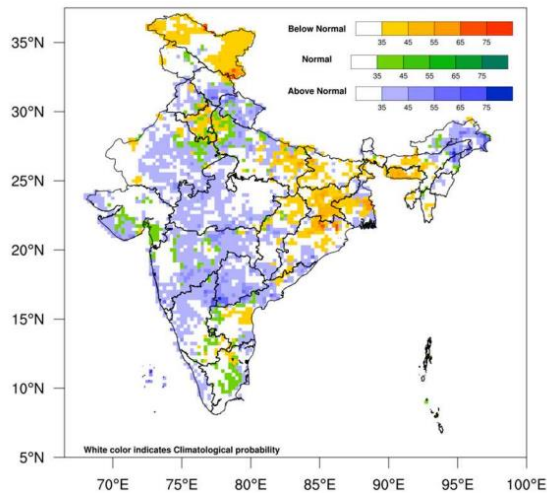 35°N
30°N
25°N
20°N
15°N
10°N
5°N
Below Normal
35 45 55 65 75
Normal
35 45 55 65 75
Above Normal
35 45 55 65 75
White color indicates Climatological probability
70°E 75°E 80°E 85°E 90°E 95°E 100°E